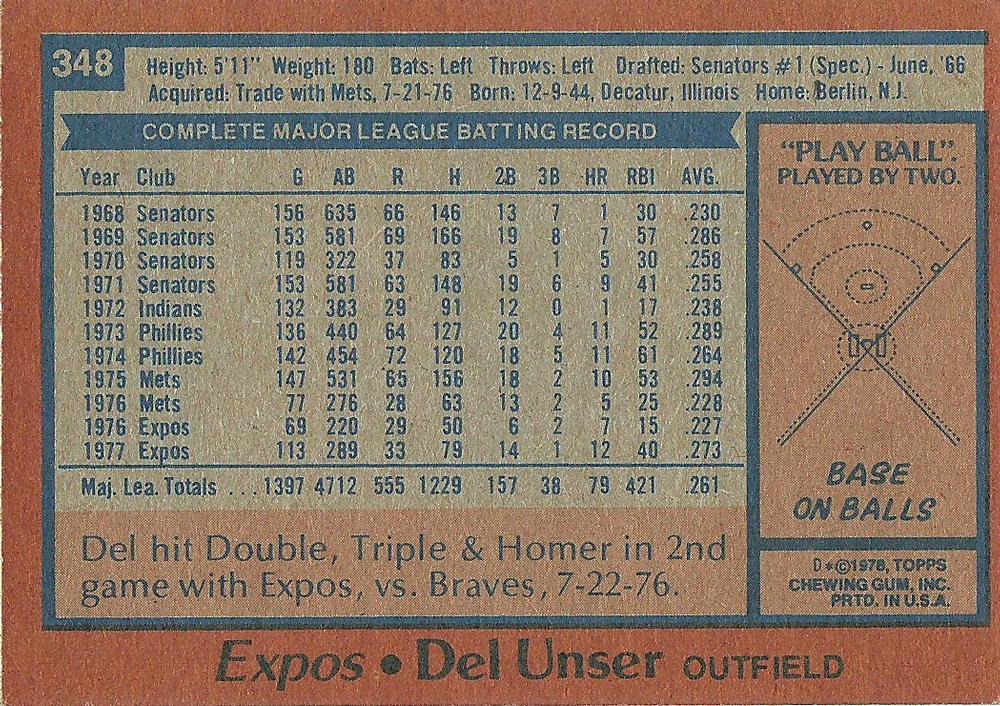 348
Height: 5'11" Weight: 180 Bats: Left Throws: Left Drafted: Senators #1 (Spec.) - June, '66
Acquired: Trade with Mets, 7-21-76 Born: 12-9-44, Decatur, Illinois Home: Berlin, N.J.
COMPLETE MAJOR LEAGUE BATTING RECORD
Year Club G AB R H 2B 3B HR RBI AVG.
1968 Senators 156 635 66 146 13 7 1 30 .230
1969 Senators 153 581 69 166 19 8 7 57 .286
1970 Senators 119 322 37 83 5 1 5 30 .258
1971 Senators 153 581 63 148 19 6 9 41 .255
1972 Indians 132 383 29 91 12 0 1 17 .238
1973 Phillies 136 440 64 127 20 4 11 52 .289
1974 Phillies 142 454 72 120 18 5 11 61 .264
1975 Mets 147 531 65 156 18 2 10 53 .294
1976 Mets 77 276 28 63 13 2 5 25 .228
1976 Expos 69 220 29 50 6 2 7 15 .227
1977 Expos 113 289 33 79 14 1 12 40 .273
Maj. Lea. Totals ...1397 4712 555 1229 157 38 79 421 .261
Del hit Double, Triple & Homer in 2nd
game with Expos, vs. Braves, 7-22-76.
"PLAY BALL".
PLAYED BY TWO.
BASE
ON BALLS
D*©1978, TOPPS
CHEWING GUM, INC.
PRTD. IN U.S.A.
Expos • Del Unser OUTFIELD